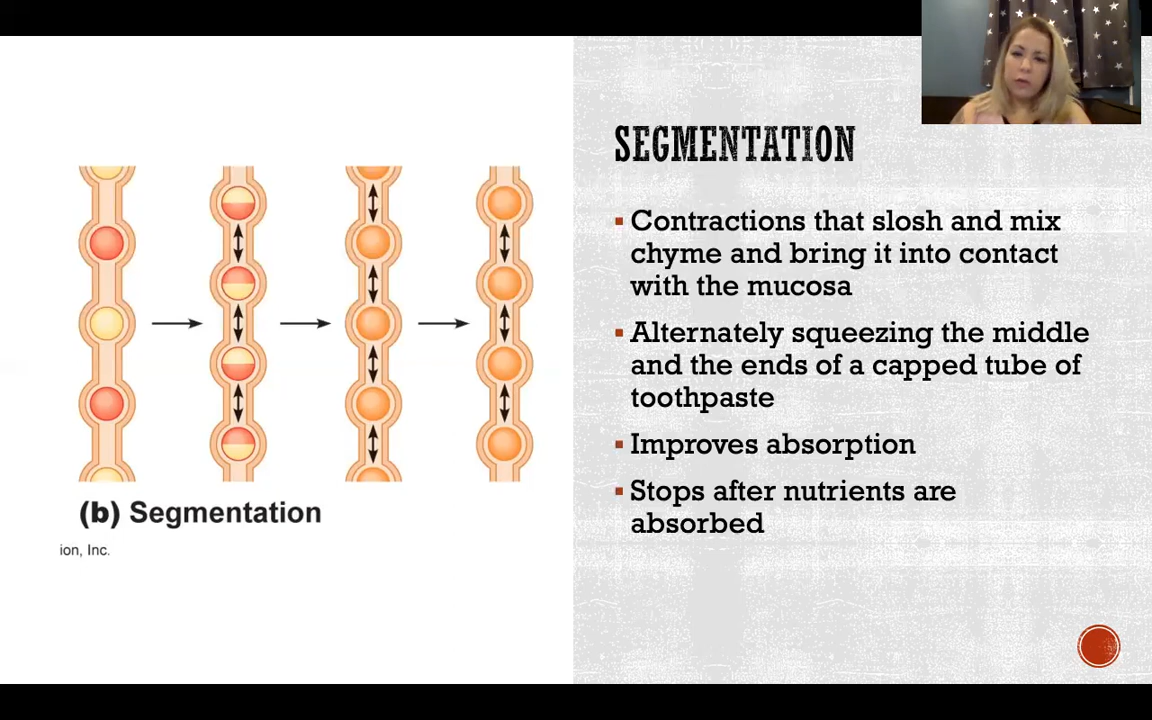 SEGMENTATION
▪ Contractions that slosh and mix
chyme and bring it into contact
with the mucosa
▪ Alternately squeezing the middle
and the ends of a capped tube of
toothpaste
▪ Improves absorption
▪ Stops after nutrients are
absorbed
(b) Segmentation
ion, Inc.